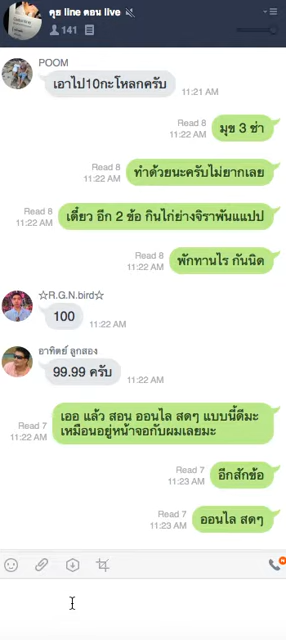 คุย line ตอน live
141
POOM
เอาไป10กะโหลกครับ
11:21 AM
Read 8
11:22 AM
มุข 3 ช่า
Read 8
11:22 AM
ทำด้วยนะครับไม่ยากเลย
Read 8
11:22 AM
เดี๋ยว อีก 2 ข้อ กินไก่ย่างจิราพันแแปป
Read 8
11:22 AM
พักทานไร กันนิด
☆R.G.N.bird☆
100
11:22 AM
อาทิตย์ ลูกสอง
99.99 ครับ
11:22 AM
เออ แล้ว สอน ออนไล สดๆ แบบนี้ดีมะ
เหมือนอยู่หน้าจอกับผมเลยมะ
Read 7
11:22 AM
Read 7
11:23 AM
อีกสักข้อ
Read 7
11:23 AM
ออนไล สดๆ